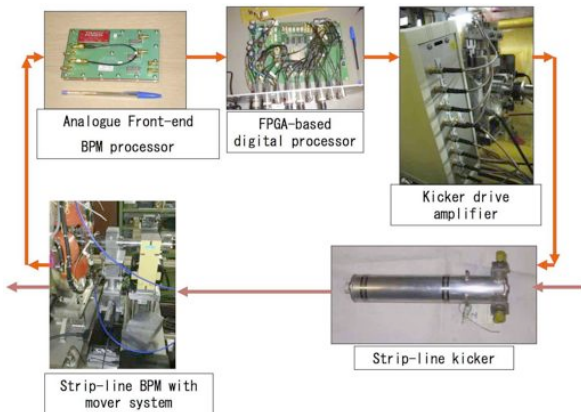 Analogue Front-end
BPM processor
FPGA-based
digital processor
Kicker drive
amplifier
Strip-line BPM with
mover system
Strip-line kicker